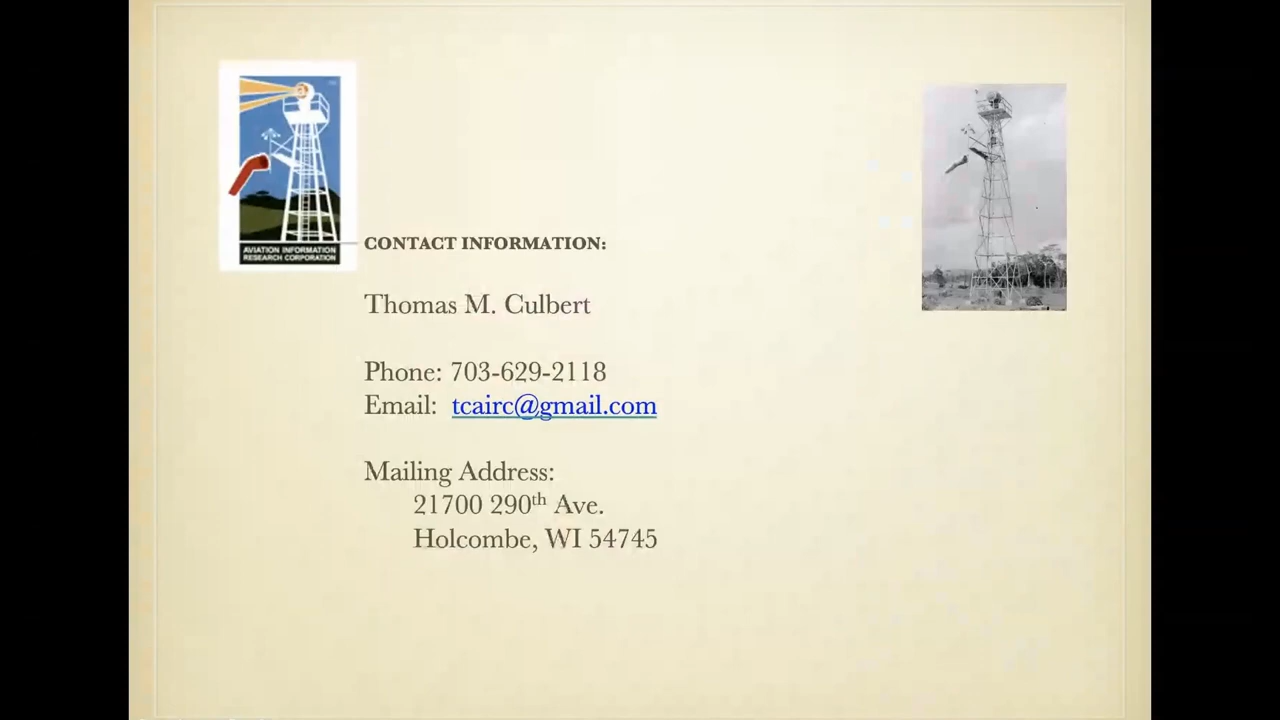 AVIATION INFORMATION
RESEARCH CORPORATION
CONTACT INFORMATION:
Thomas M. Culbert
Phone: 703-629-2118
Email: tcairc@gmail.com
Mailing Address:
21700 290th Ave.
Holcombe, WI 54745